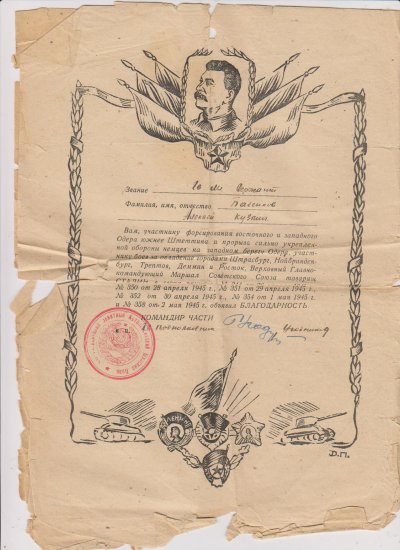 Звание Гв. Мл. Сержант
Фамилия, имя, отчество
Алексей Кузьмич
Вам, участнику форсирования восточного и западного
Одера южнее Штеттина и прорыва сильно укреплен-
ной обороны немцев на западном берегу Одера, участ-
нику боев за овладение городами Штрасбург, Нойбранден-
бург, Трептов, Деммин и Росток, Верховный Главно-
командующий Маршал Советского Союза товарищ
№ 350 от 28 апреля 1945 г., № 351 от 29 апреля 1945 г.,
№ 352 от 30 апреля 1945 г., № 354 от 1 мая 1945 г.
и № 358 от 2 мая 1945 г. объявил БЛАГОДАРНОСТЬ
КОМАНДИР ЧАСТИ
Подполковник
Д.П.